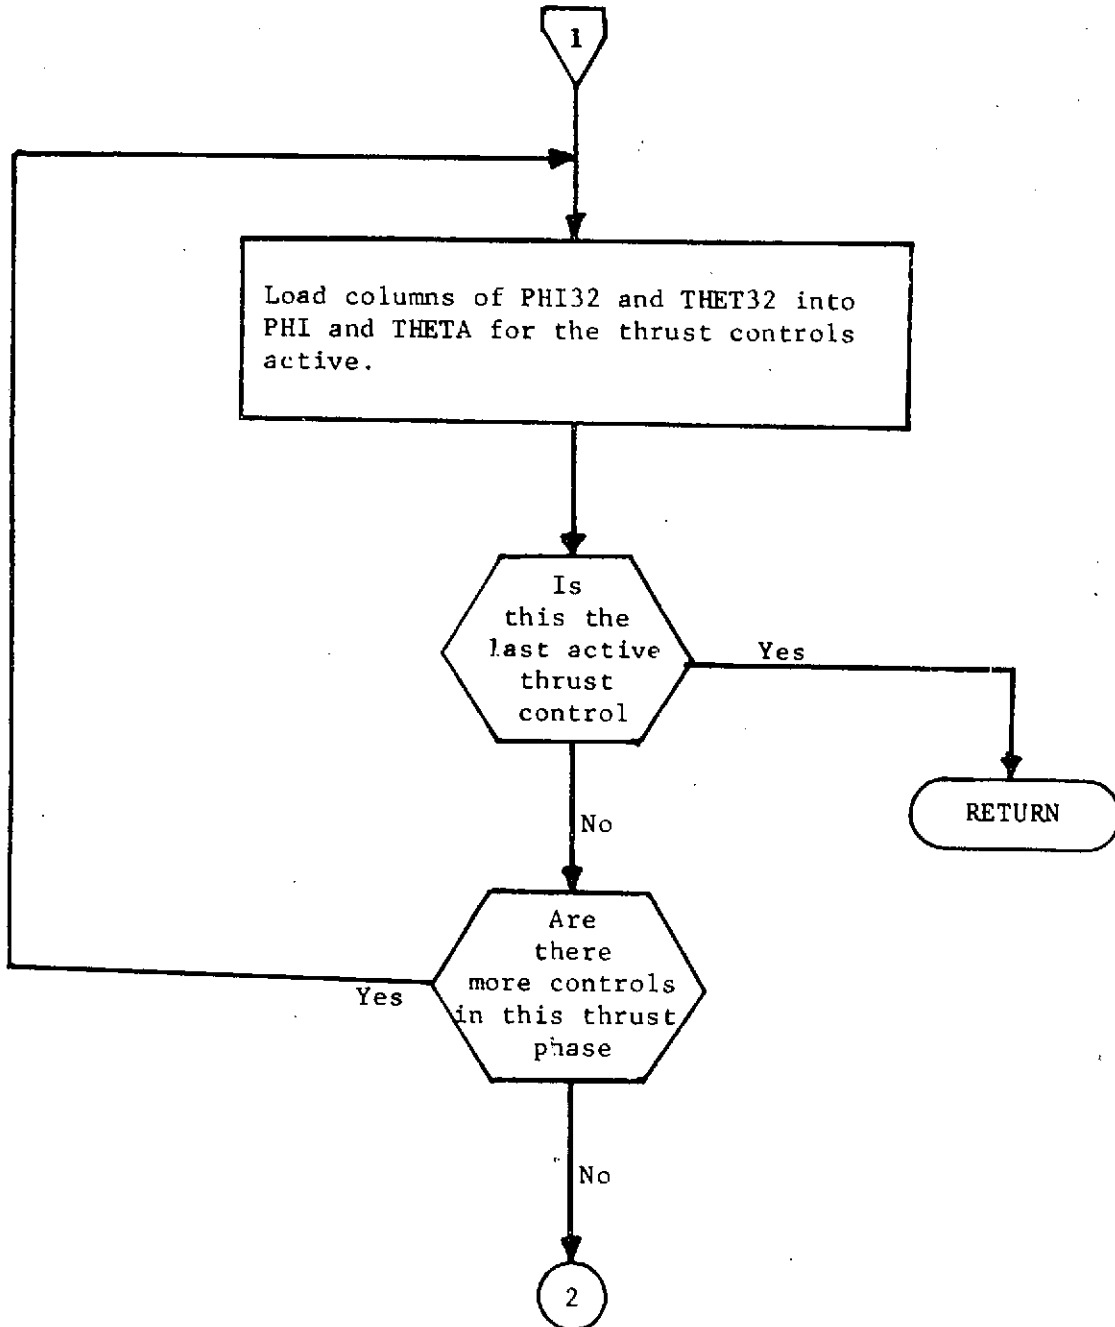 1
Load columns of PHI32 and THET32 into
PHI and THETA for the thrust controls
active.
Is
this the
last active
thrust
control
Yes
RETURN
No
Are
there
more controls
in this thrust
phase
Yes
No
2